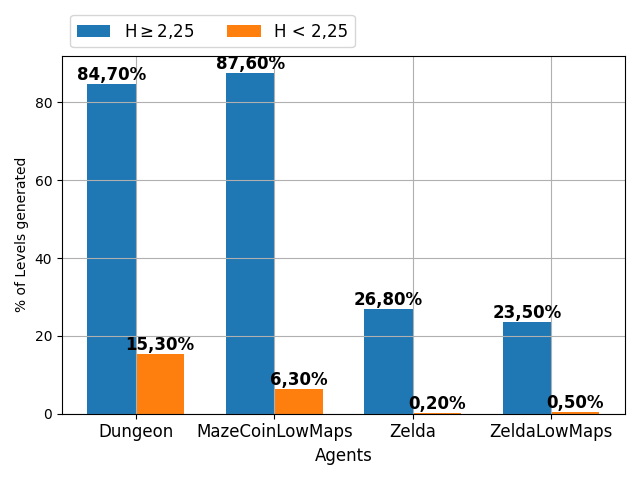 H ≥ 2,25 H < 2,25
84,70% 87,60%
26,80% 23,50%
15,30% 6,30% 0,20% 0,50%
80
60
40
20
0
% of Levels generated
Dungeon MazeCoinLowMaps Zelda ZeldaLowMaps
Agents